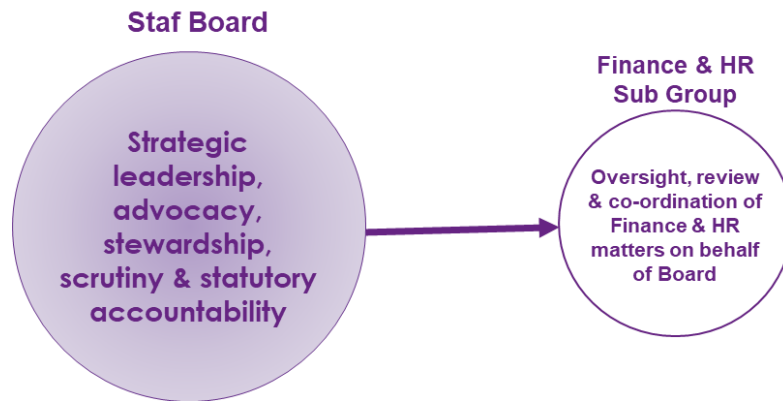 Staf Board
Strategic
leadership,
advocacy,
stewardship,
scrutiny & statutory
accountability
Finance & HR
Sub Group
Oversight, review
& co-ordination of
Finance & HR
matters on behalf
of Board